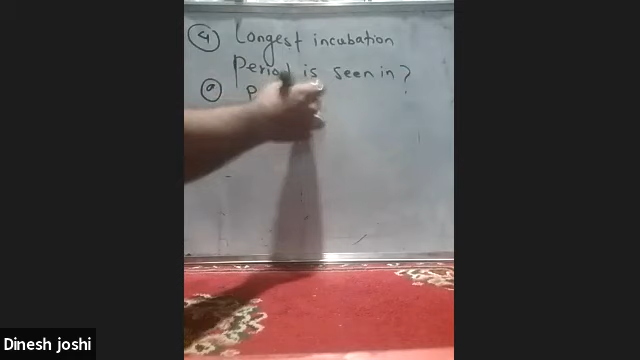 4 Longest incubation
Period is seen in?
a P
Dinesh joshi